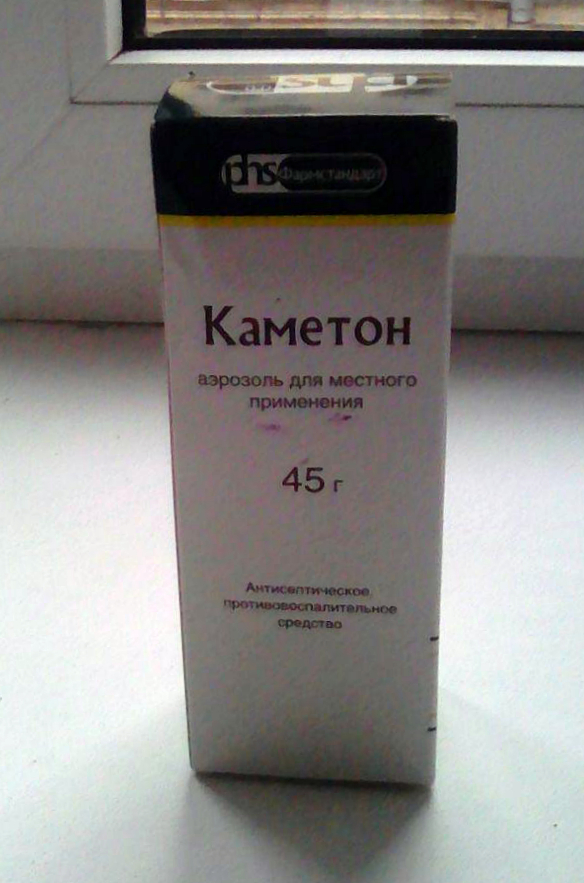 phs Фармстандарт
Каметон
аэрозоль для местного
применения
45 г
Антисептическое,
противовоспалительное
средство